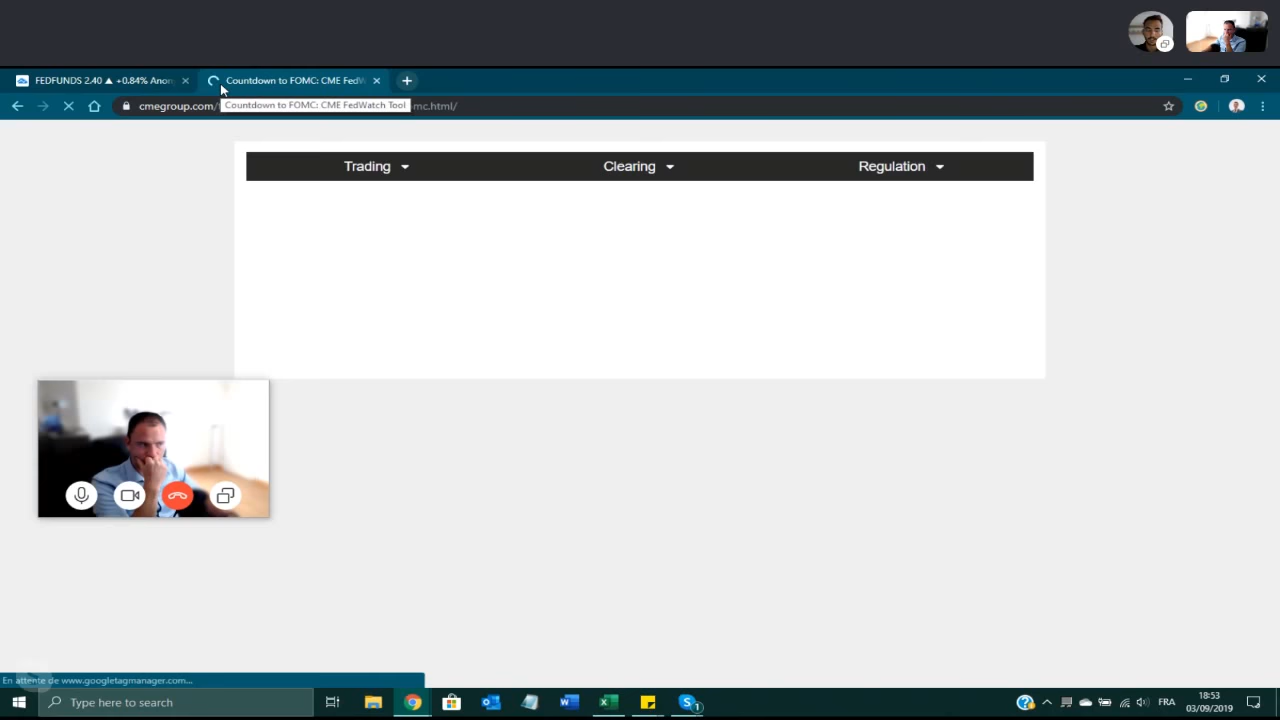 FEDFUNDS 2.40 ▲ +0.84% Anon
Countdown to FOMC: CME FedW
cmegroup.com/
mc.html/
Countdown to FOMC: CME FedWatch Tool
Trading
Clearing
Regulation
En attente de www.googletagmanager.com...
Type here to search
1
FRA
18:53
03/09/2019